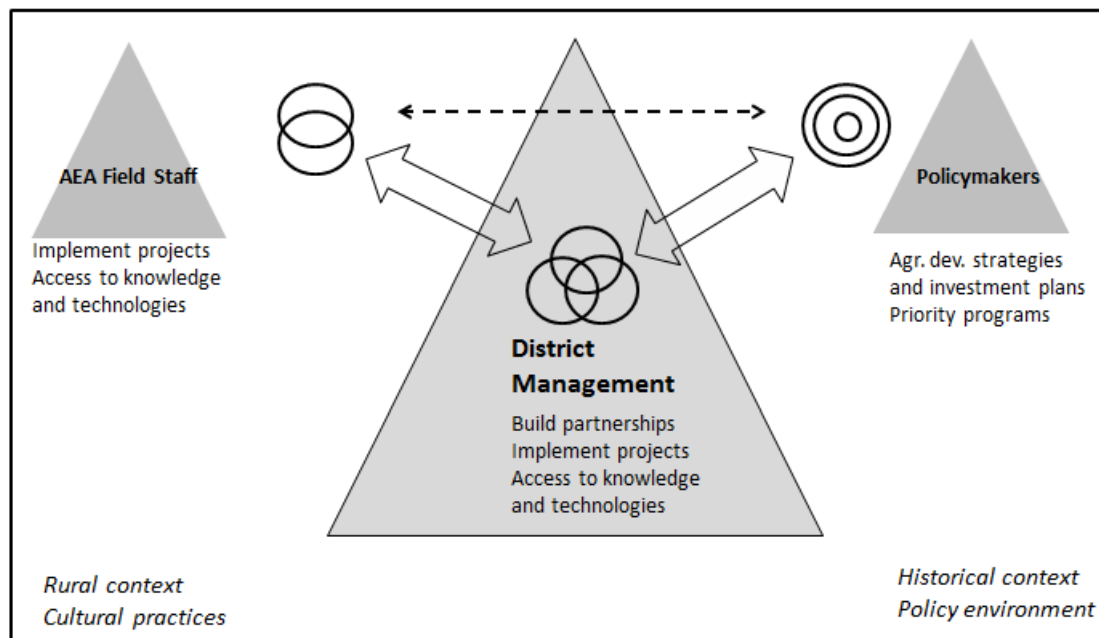 AEA Field Staff
Implement projects
Access to knowledge
and technologies
District
Management
Build partnerships
Implement projects
Access to knowledge
and technologies
Policymakers
Agr. dev. strategies
and investment plans
Priority programs
Rural context
Cultural practices
Historical context
Policy environment